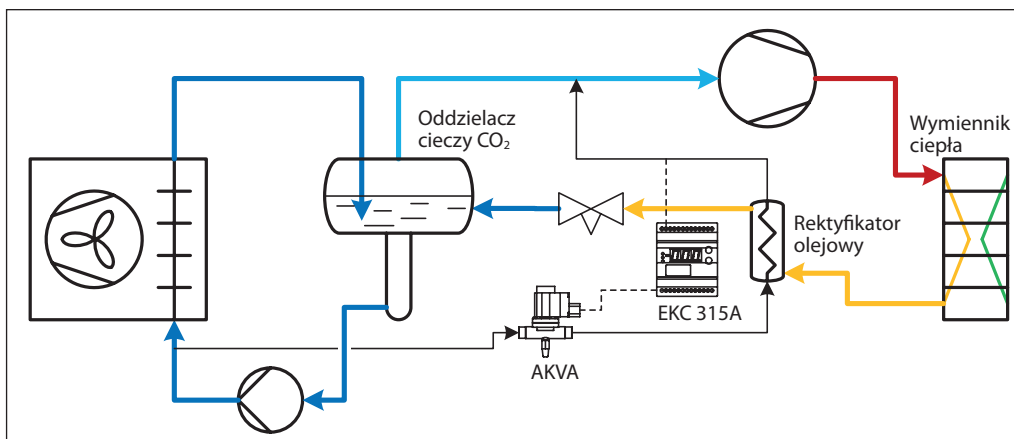 Oddzielacz
cieczy CO₂
Wymiennik
ciepła
Rektyfikator
olejowy
EKC 315A
AKVA